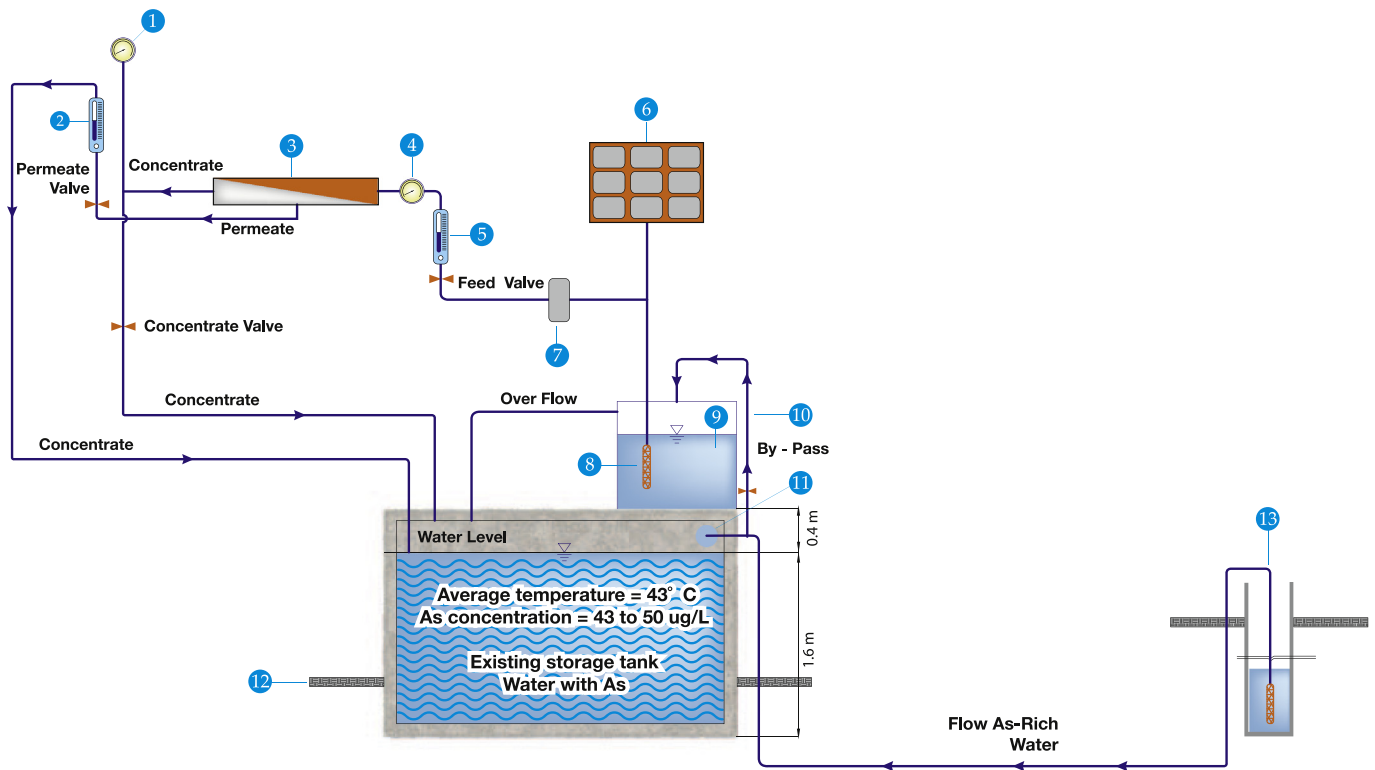 1
2
3
4
5
6
Concentrate
Permeate
Valve
Permeate
Feed Valve
7
Concentrate Valve
Concentrate
Over Flow
9
10
By - Pass
Concentrate
8
11
Water Level
0.4 m
13
Average temperature = 43° C
As concentration = 43 to 50 ug/L
1.6 m
Existing storage tank
Water with As
12
Flow As-Rich
Water